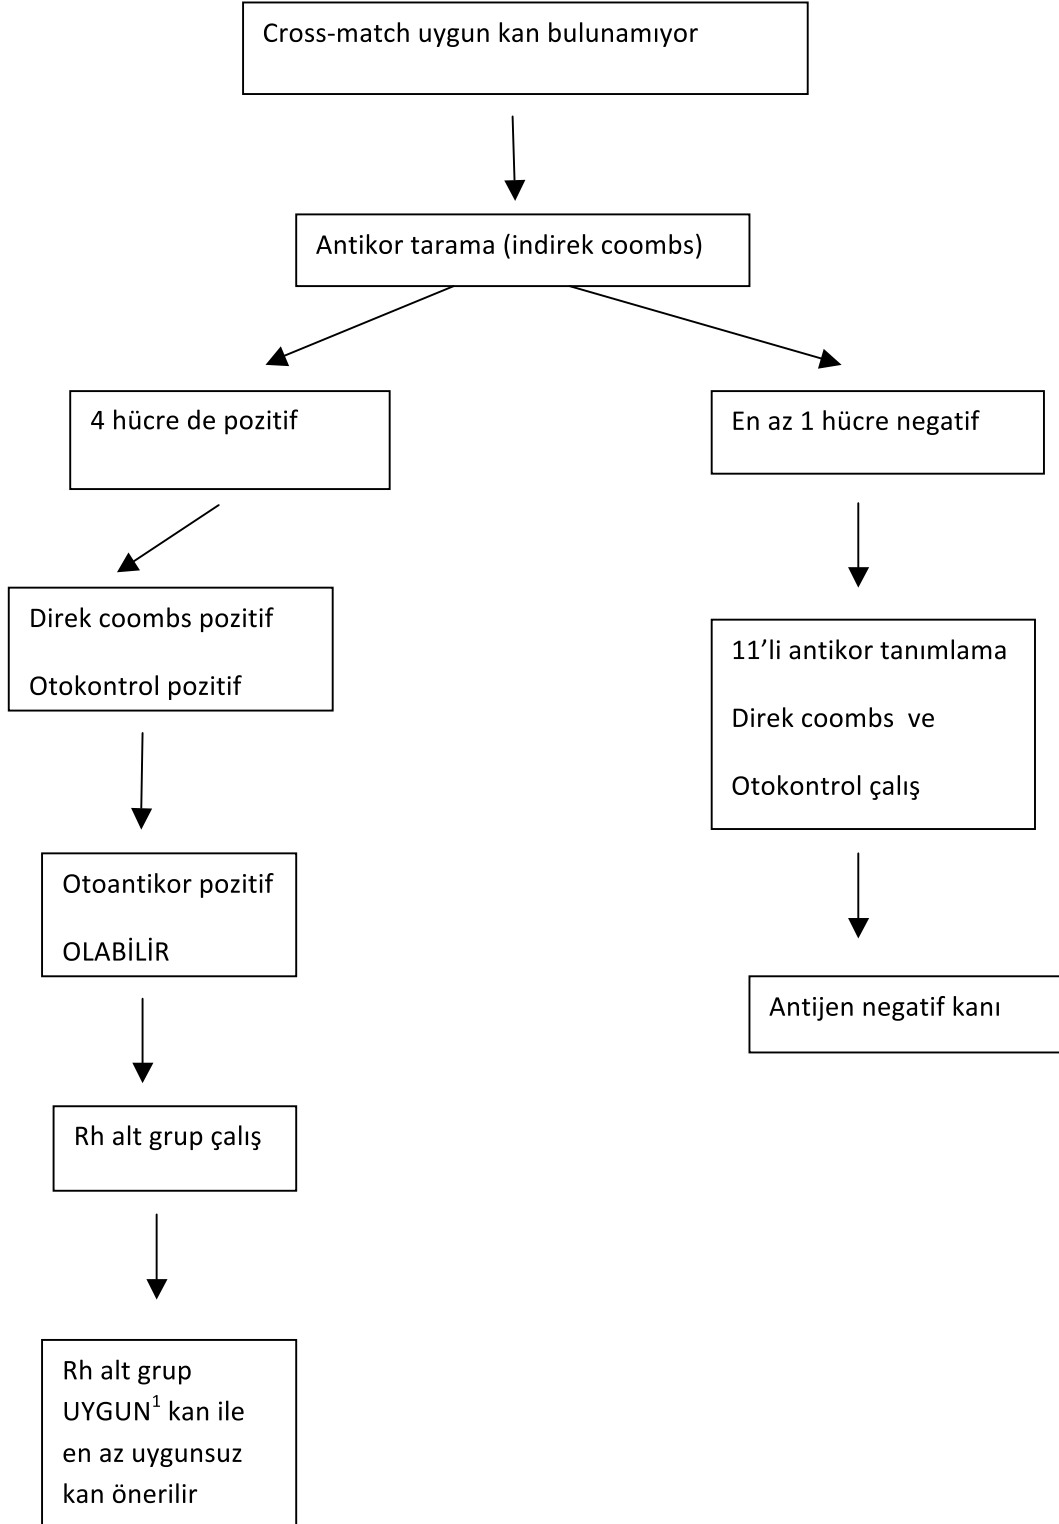 Cross-match uygun kan bulunamıyor
Antikor tarama (indirek coombs)
4 hücre de pozitif
En az 1 hücre negatif
Direk coombs pozitif
Otokontrol pozitif
11’li antikor tanımlama
Direk coombs  ve
Otokontrol çalış
Otoantikor pozitif
OLABİLİR
Antijen negatif kanı
Rh alt grup çalış
Rh alt grup
UYGUN¹ kan ile
en az uygunsuz
kan önerilir